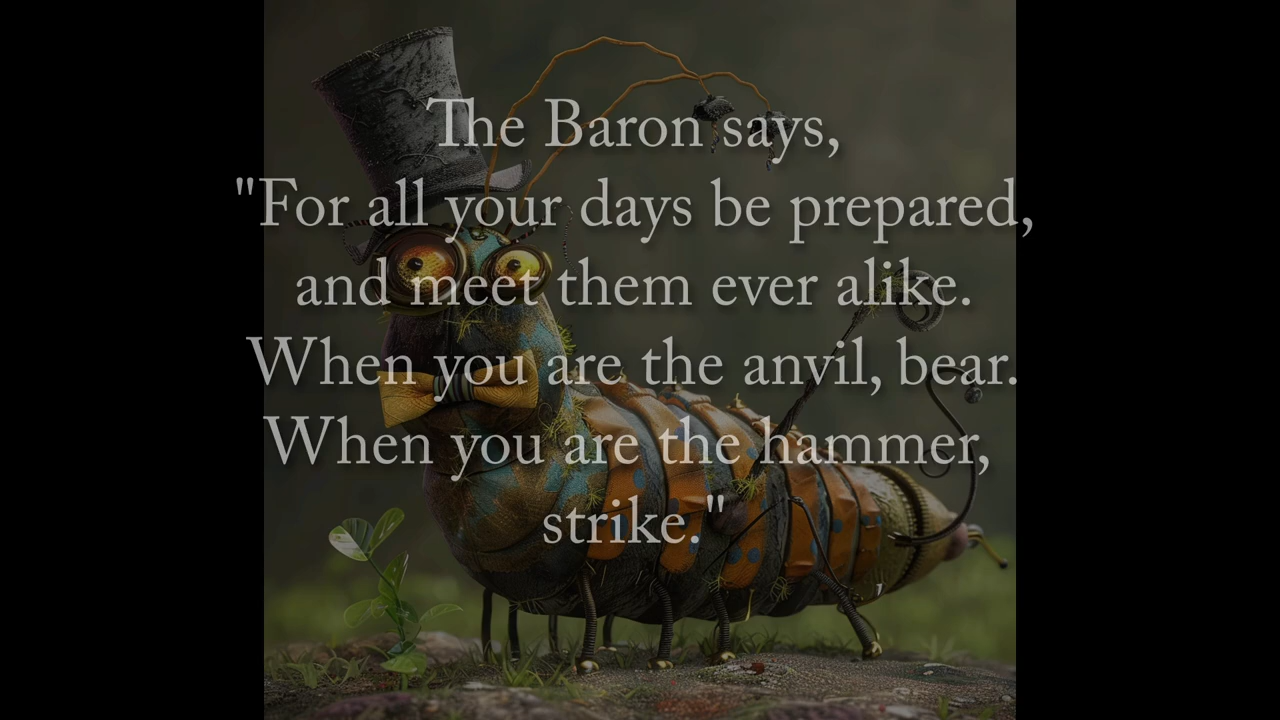 The Baron says,
"For all your days be prepared,
and meet them ever alike.
When you are the anvil, bear.
When you are the hammer,
strike."